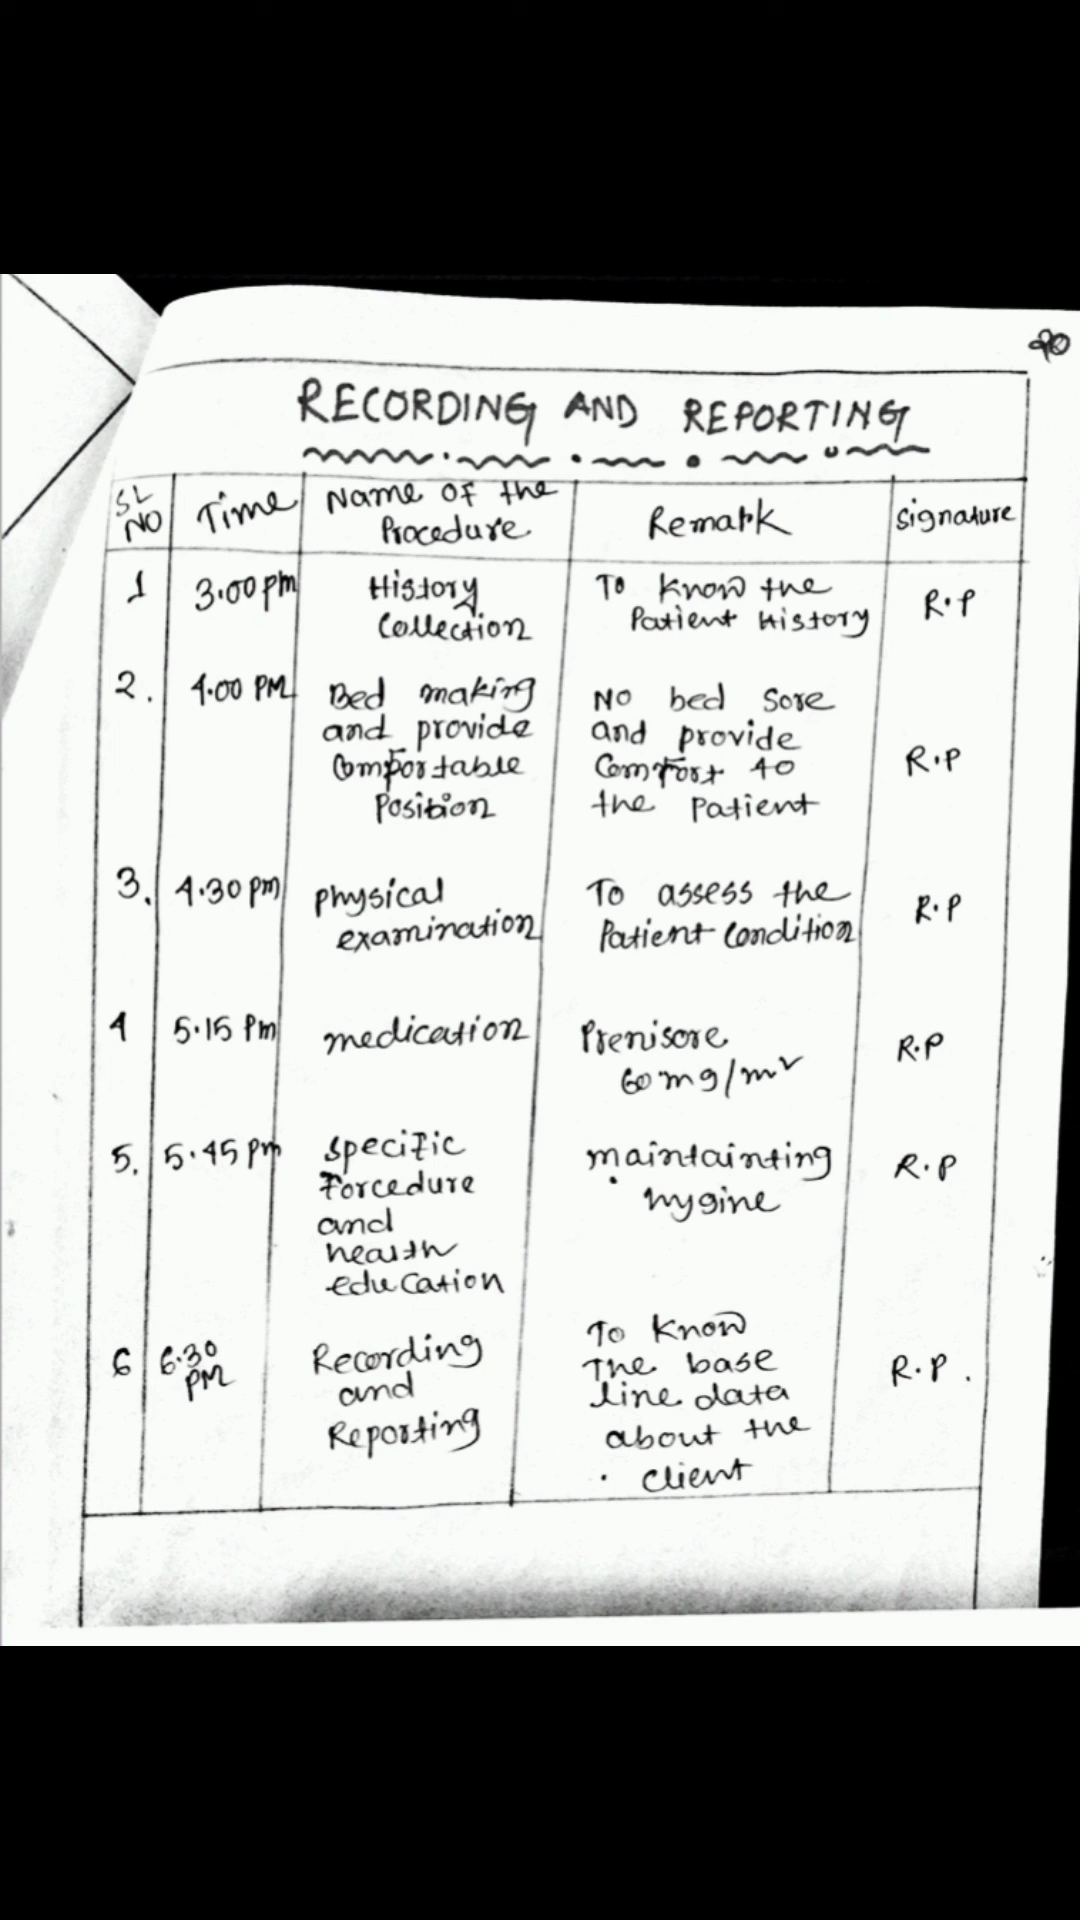 90
RECORDING AND REPORTING
SL NO Time Name of the Procedure Remark Signature
1 3.00 pm History Collection To Know the Patient History R.P
2. 4.00 PM Bed making and provide Comfortable Position No bed Sore and provide Comfort to the Patient R.P
3. 4.30 pm physical examination To assess the Patient Condition R.P
4 5.15 Pm medication Prenisore 60 mg/m² R.P
5. 5.45 pm specific Forcedure and health education maintainting hygine R.P
6 6.30 PM Recording and Reporting To Know The base line data about the client R.P.